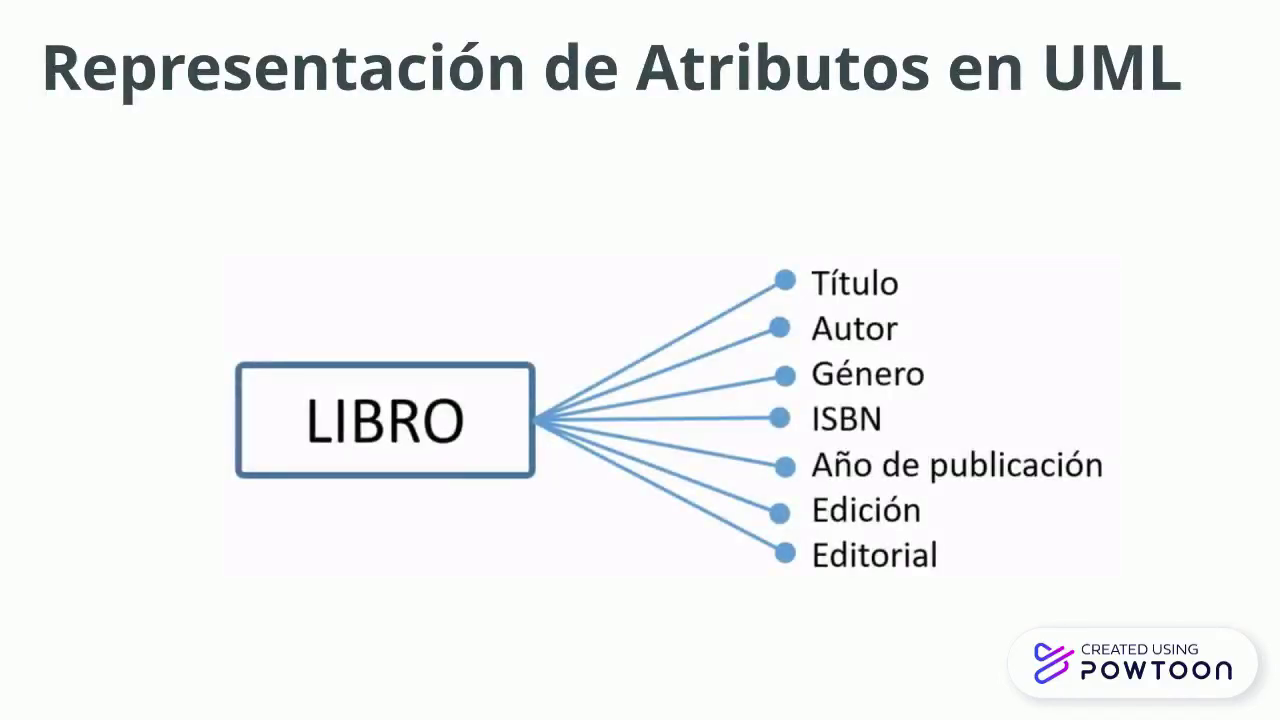 Representación de Atributos en UML
Título
Autor
Género
LIBRO
ISBN
Año de publicación
Edición
Editorial
CREATED USING
POWTOON